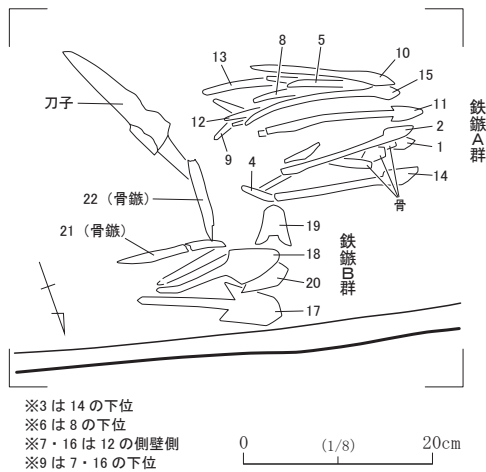 13
8
5
10
15
11
2
1
14
鉄鏃A群
刀子
12
9
4
骨
22（骨鏃）
19
21（骨鏃）
18
鉄鏃B群
20
17
※3は14の下位
※6は8の下位
※7・16は12の側壁側
※9は7・16の下位
0 (1/8) 20cm